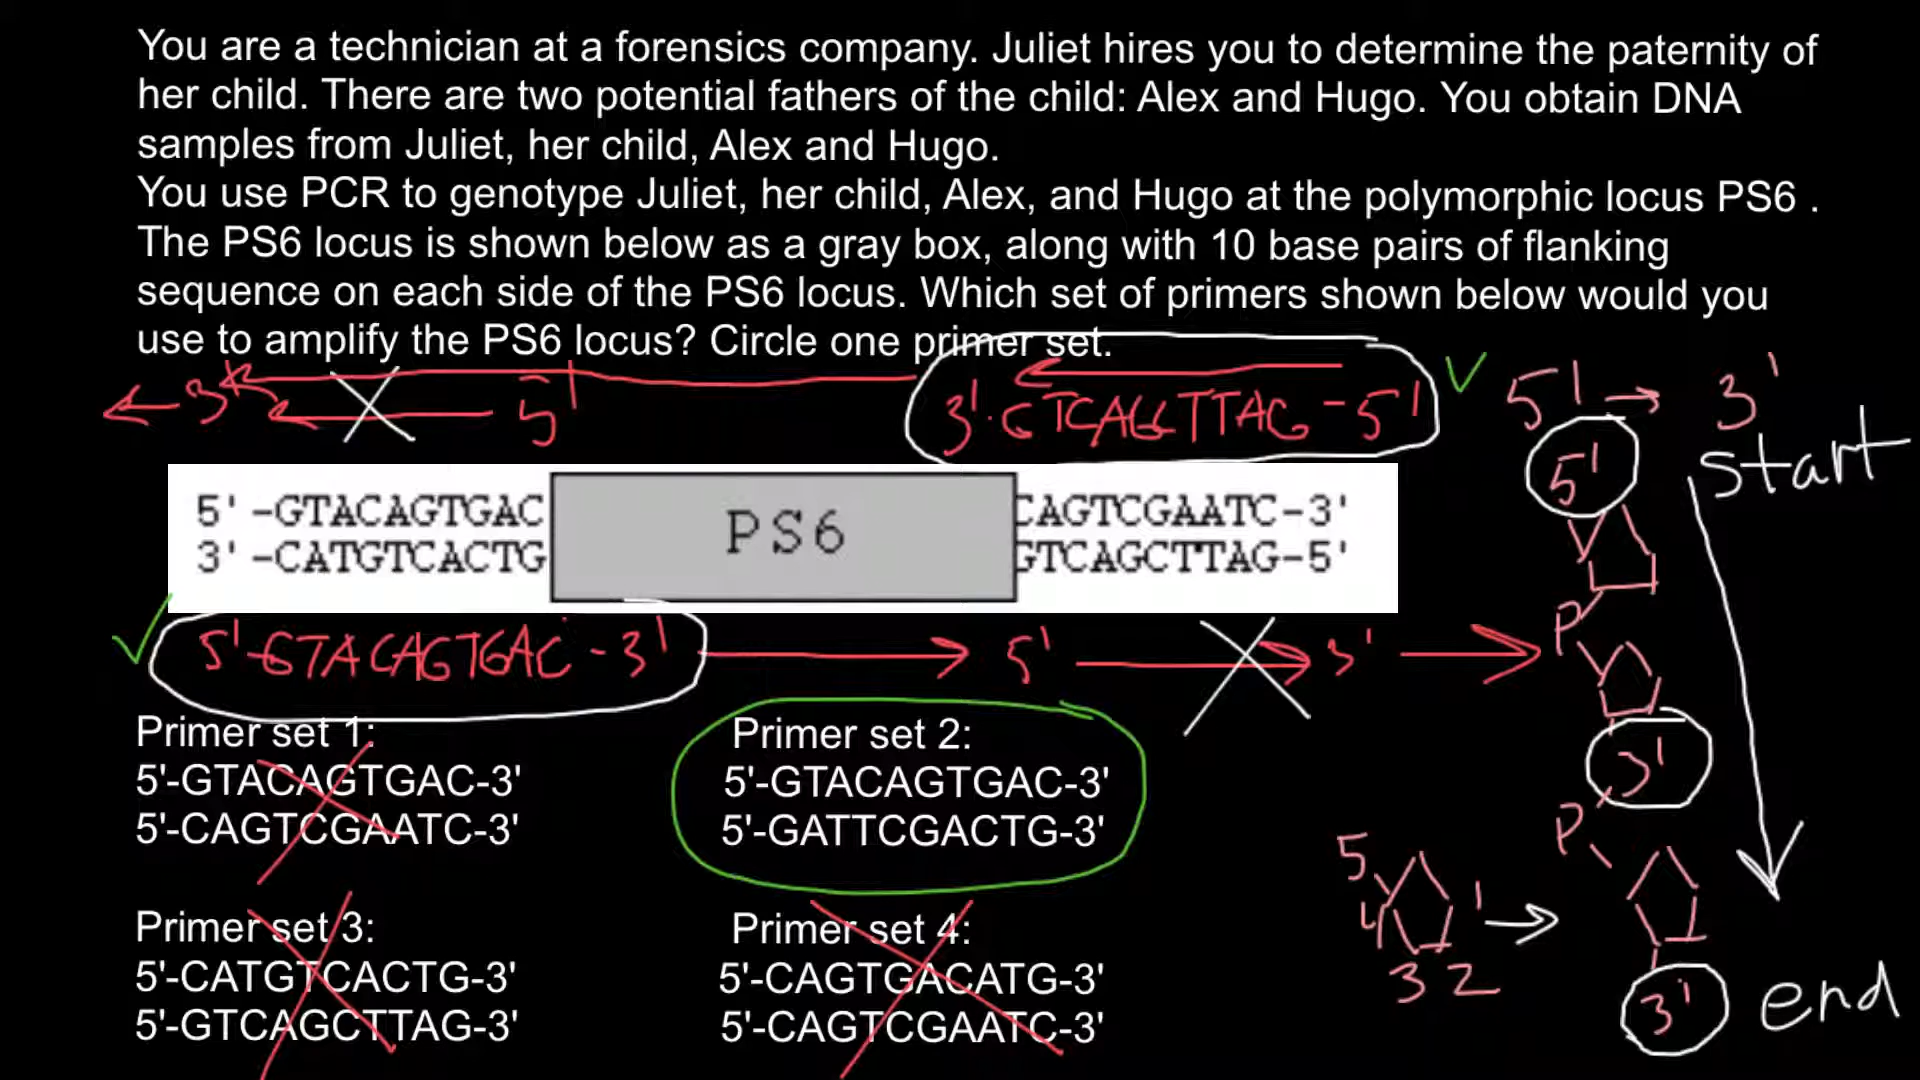 You are a technician at a forensics company. Juliet hires you to determine the paternity of
her child. There are two potential fathers of the child: Alex and Hugo. You obtain DNA
samples from Juliet, her child, Alex and Hugo.
You use PCR to genotype Juliet, her child, Alex, and Hugo at the polymorphic locus PS6 .
The PS6 locus is shown below as a gray box, along with 10 base pairs of flanking
sequence on each side of the PS6 locus. Which set of primers shown below would you
use to amplify the PS6 locus? Circle one primer set.
3' 5' 3'-GTCAGCTTAG-5' 5' → 3'
5' start
5'-GTACAGTGAC PS6 CAGTCGAATC-3'
3'-CATGTCACTG GTCAGCTTAG-5'
5'-GTACAGTGAC-3' 5' 3' P
3'
Primer set 1:
5'-GTACAGTGAC-3'
5'-CAGTCGAATC-3'
Primer set 2:
5'-GTACAGTGAC-3'
5'-GATTCGACTG-3'
Primer set 3:
5'-CATGTCACTG-3'
5'-GTCAGCTTAG-3'
Primer set 4:
5'-CAGTGACATG-3'
5'-CAGTCGAATC-3'
5 P
4 1
3 2
3' end